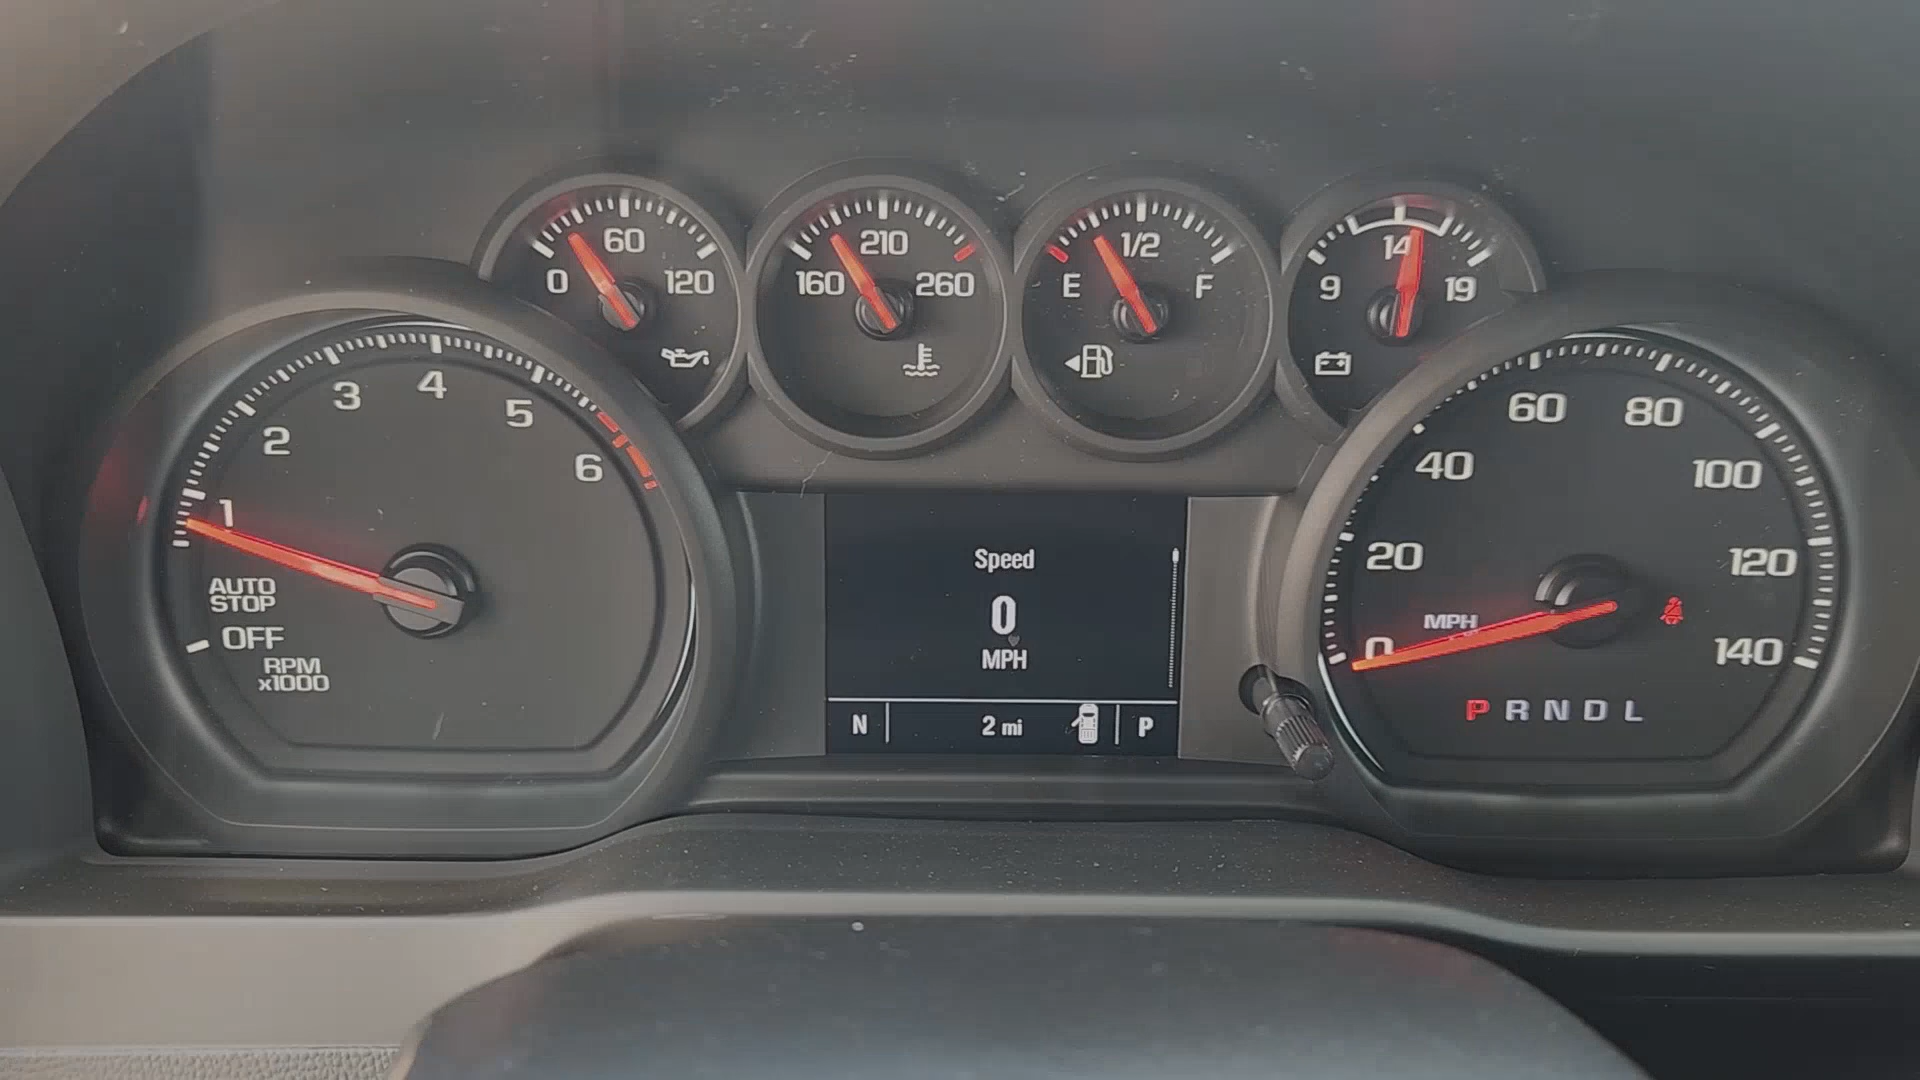 0 60 120
160 210 260
E 1/2 F
9 14 19
1 2 3 4 5 6
AUTO
STOP
OFF
RPM
x1000
Speed
0
MPH
N 2 mi P
0 20 40 60 80 100 120 140
MPH
P R N D L